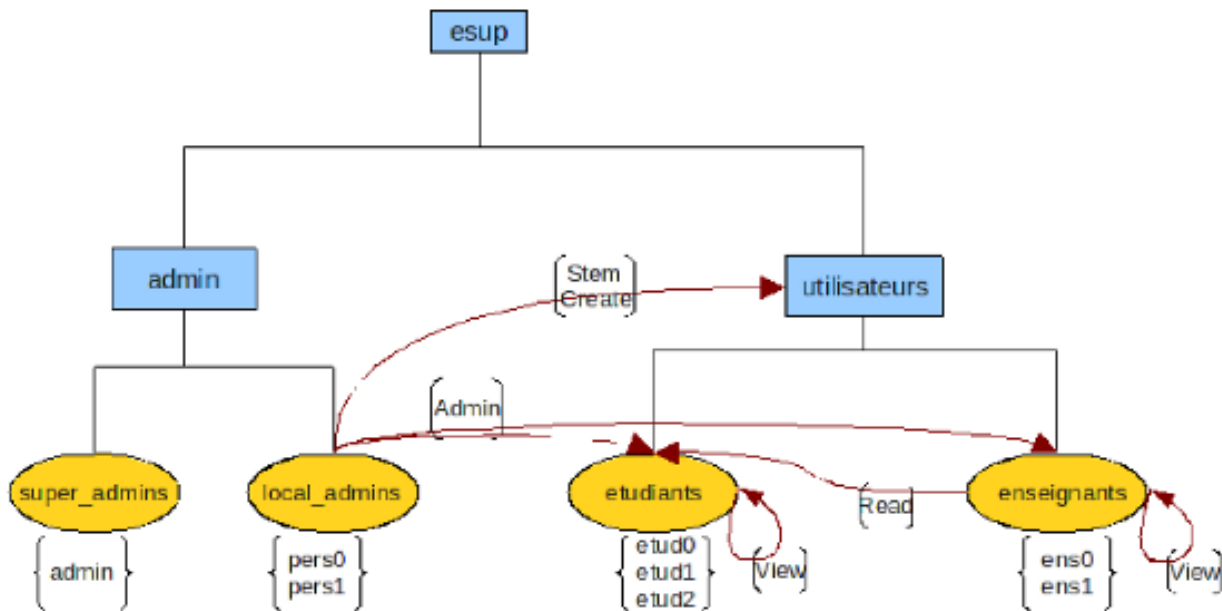 esup
admin
Stem
Create
utilisateurs
Admin
super_admins
local_admins
etudiants
Read
enseignants
admin
pers0
pers1
etud0
etud1
etud2
View
ens0
ens1
View